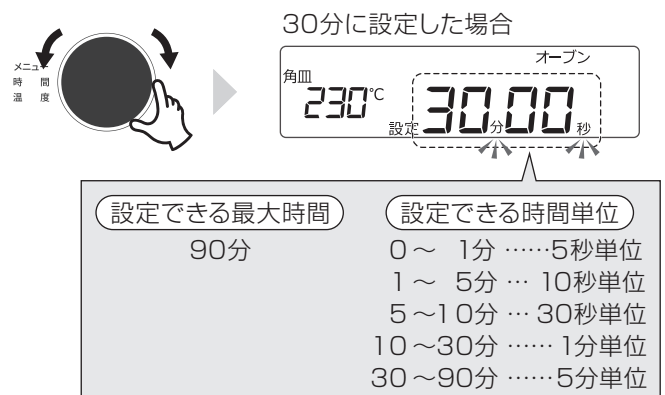 30分に設定した場合
メニュー
時 間
温 度
オーブン
角皿
230℃
設定 30分00秒
設定できる最大時間
90分
設定できる時間単位
0～ 1分……5秒単位
1～ 5分…10秒単位
5～10分…30秒単位
10～30分……1分単位
30～90分……5分単位